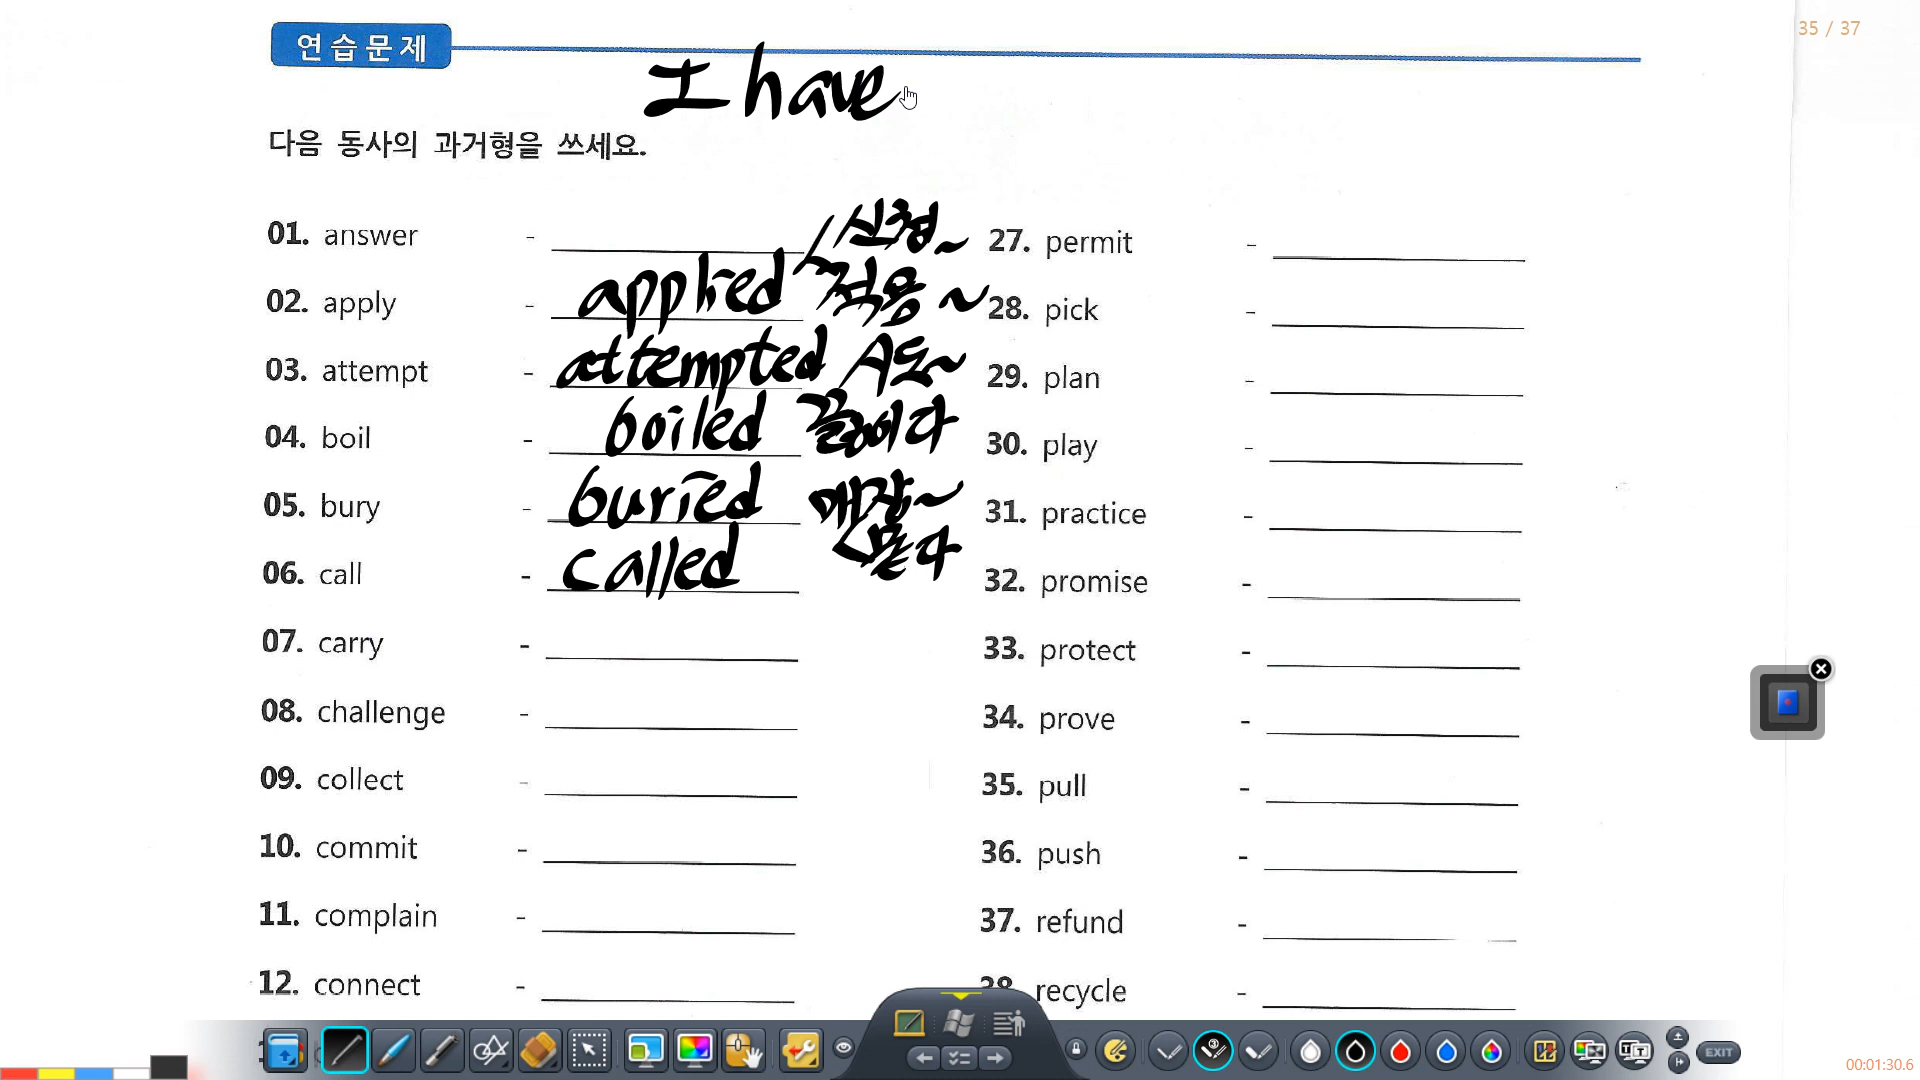 35 / 37
연습문제
I have
다음 동사의 과거형을 쓰세요.
01. answer -
02. apply - applied 신청~ 적용~
03. attempt - attempted 시도~
04. boil - boiled 끓이다
05. bury - buried 매장~ 묻다
06. call - called
07. carry -
08. challenge -
09. collect -
10. commit -
11. complain -
12. connect -
27. permit -
28. pick -
29. plan -
30. play -
31. practice -
32. promise -
33. protect -
34. prove -
35. pull -
36. push -
37. refund -
38. recycle -
EXIT
00:01:30.6